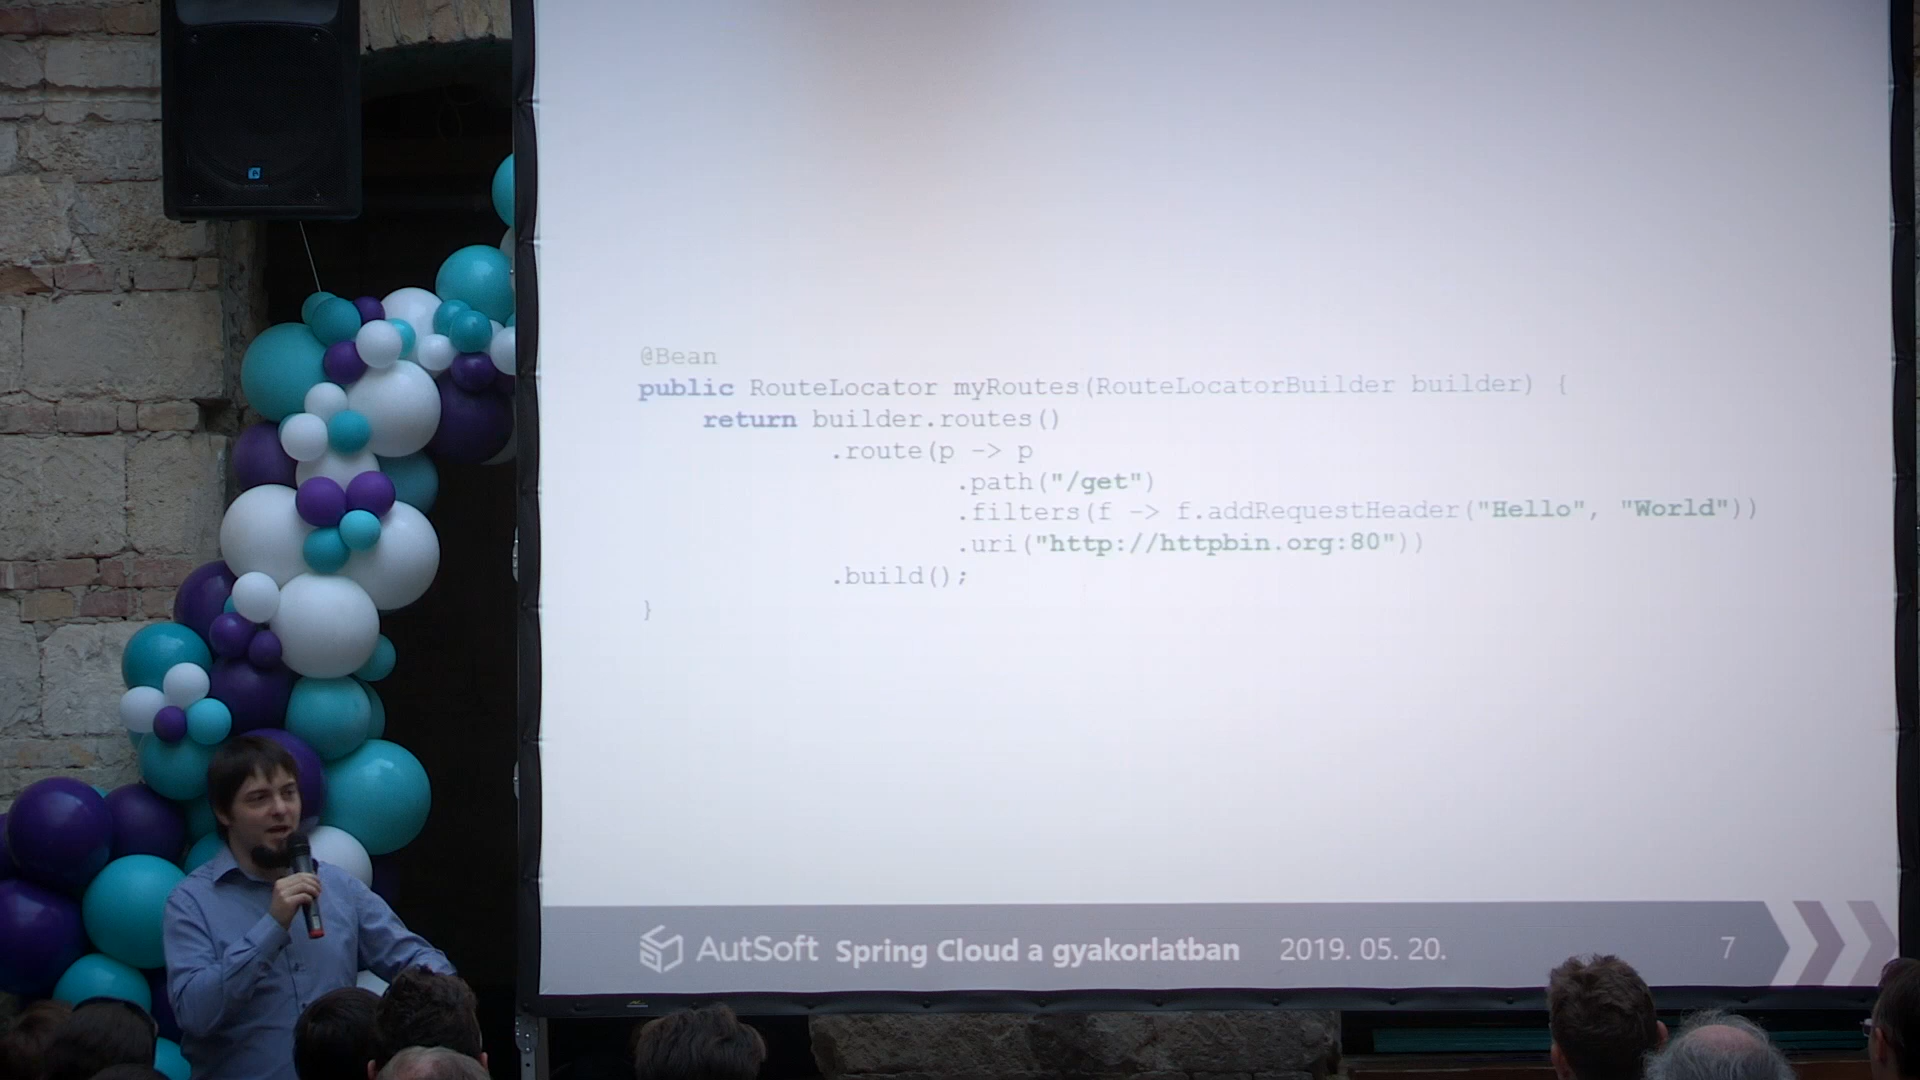 @Bean
public RouteLocator myRoutes(RouteLocatorBuilder builder) {
return builder.routes()
.route(p -> p
.path("/get")
.filters(f -> f.addRequestHeader("Hello", "World"))
.uri("http://httpbin.org:80"))
.build();
}
AutSoft Spring Cloud a gyakorlatban 2019. 05. 20. 7